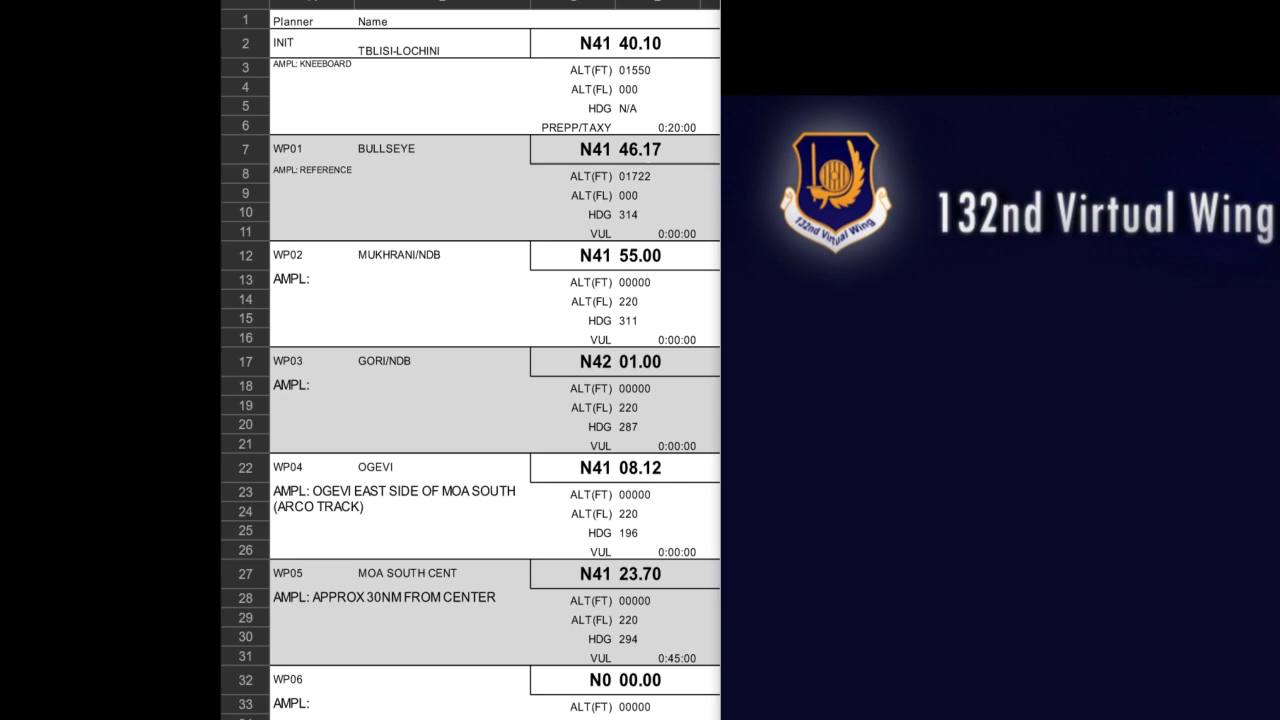 1 Planner Name
2 INIT TBLISI-LOCHINI N41 40.10
3 AMPL: KNEEBOARD ALT(FT) 01550
4 ALT(FL) 000
5 HDG N/A
6 PREPP/TAXY 0:20:00
7 WP01 BULLSEYE N41 46.17
8 AMPL: REFERENCE ALT(FT) 01722
9 ALT(FL) 000
10 HDG 314
11 VUL 0:00:00
12 WP02 MUKHRANI/NDB N41 55.00
13 AMPL: ALT(FT) 00000
14 ALT(FL) 220
15 HDG 311
16 VUL 0:00:00
17 WP03 GORI/NDB N42 01.00
18 AMPL: ALT(FT) 00000
19 ALT(FL) 220
20 HDG 287
21 VUL 0:00:00
22 WP04 OGEVI N41 08.12
23 AMPL: OGEVI EAST SIDE OF MOA SOUTH ALT(FT) 00000
24 (ARCO TRACK) ALT(FL) 220
25 HDG 196
26 VUL 0:00:00
27 WP05 MOA SOUTH CENT N41 23.70
28 AMPL: APPROX 30NM FROM CENTER ALT(FT) 00000
29 ALT(FL) 220
30 HDG 294
31 VUL 0:45:00
32 WP06 N0 00.00
33 AMPL: ALT(FT) 00000
132nd Virtual Wing
132nd Virtual Wing